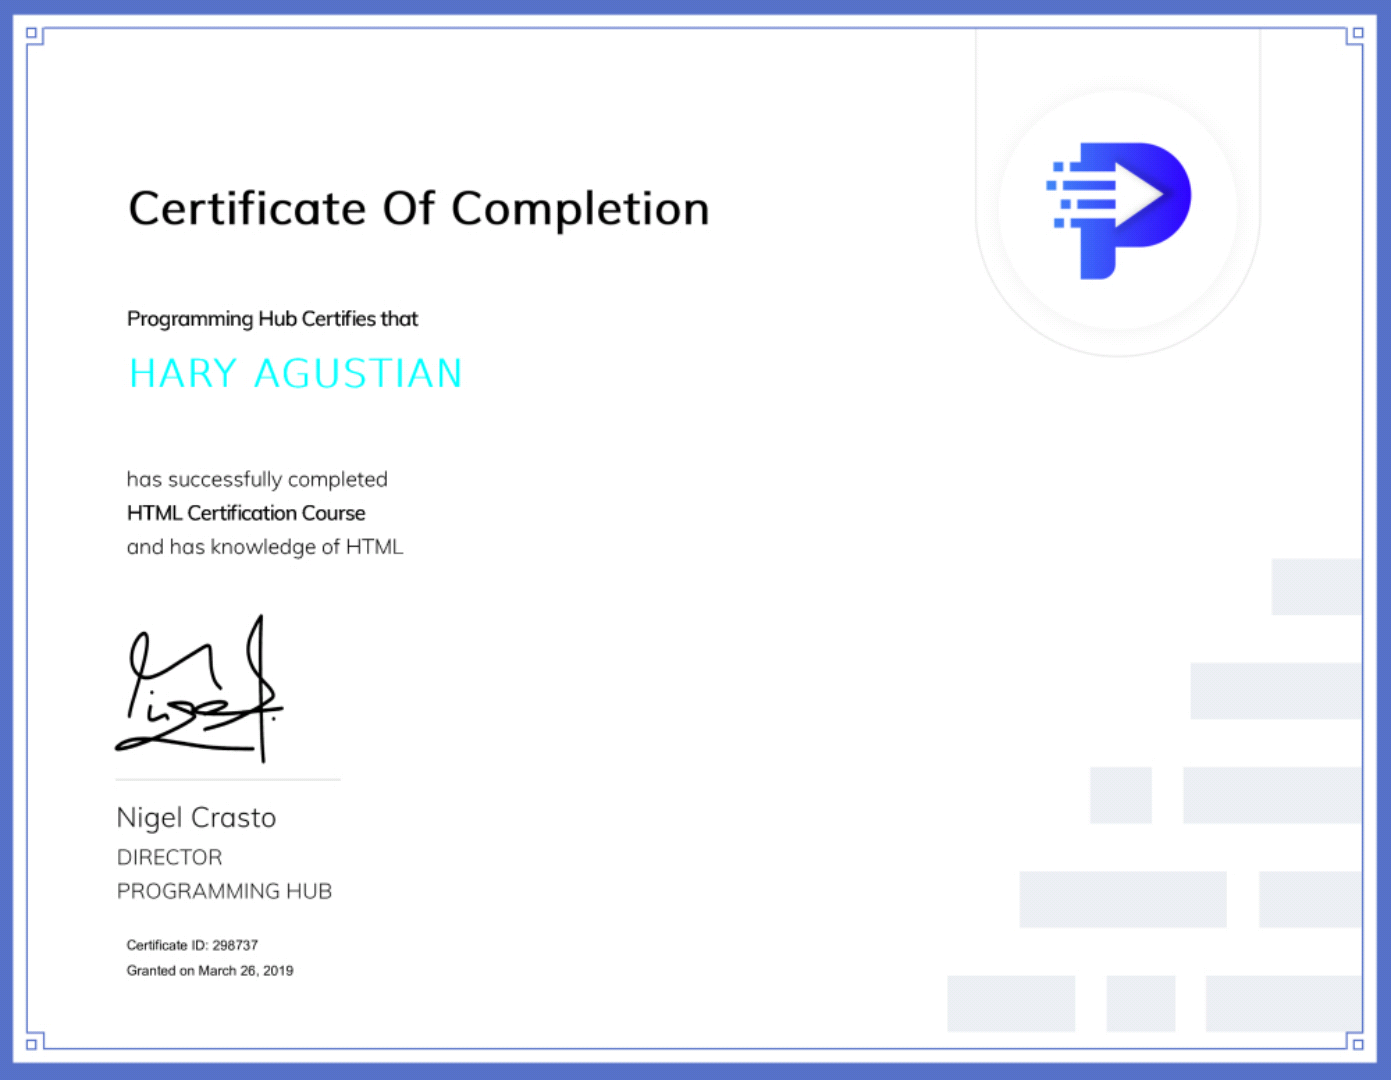 Certificate Of Completion
Programming Hub Certifies that
HARY AGUSTIAN
has successfully completed
HTML Certification Course
and has knowledge of HTML
Nigel Crasto
DIRECTOR
PROGRAMMING HUB
Certificate ID: 298737
Granted on March 26, 2019